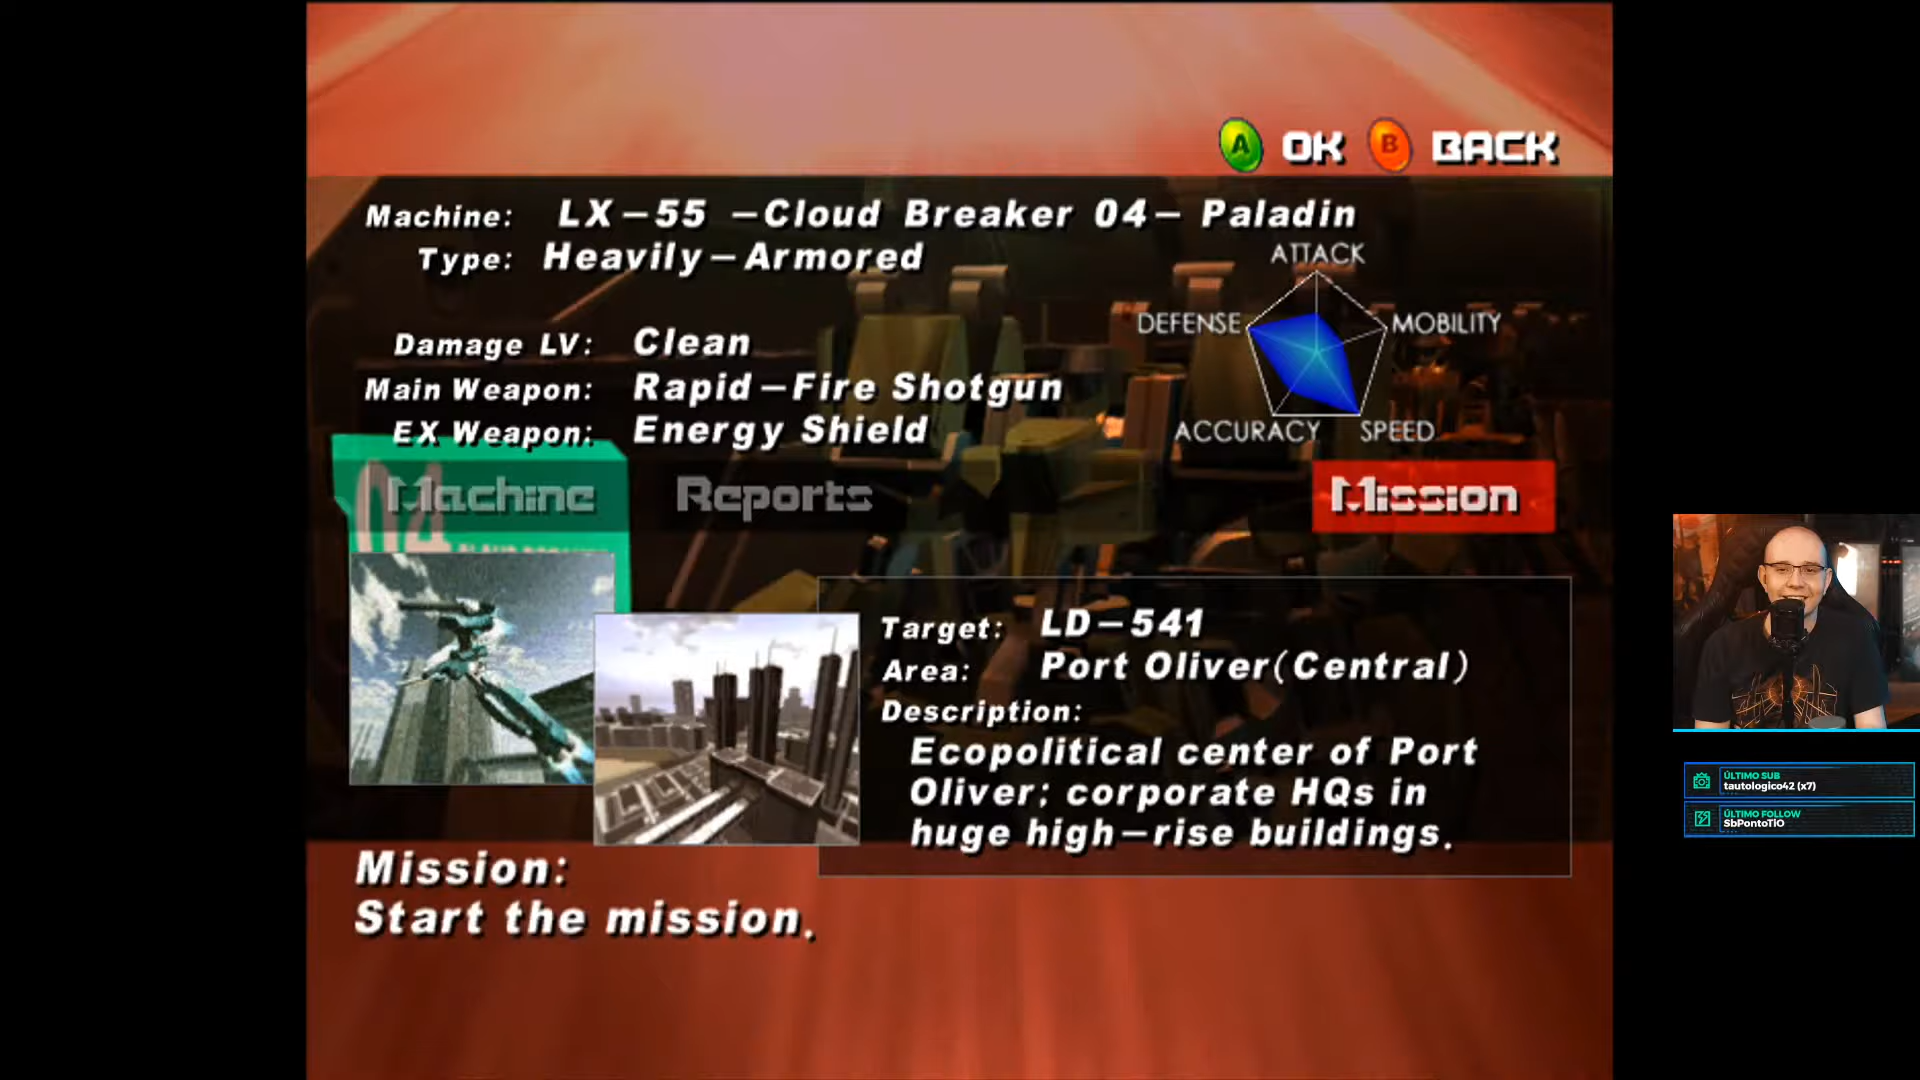 A OK B BACK
Machine: LX-55 -Cloud Breaker 04- Paladin
Type: Heavily-Armored
ATTACK
DEFENSE MOBILITY
ACCURACY SPEED
Damage LV: Clean
Main Weapon: Rapid-Fire Shotgun
EX Weapon: Energy Shield
Machine Reports Mission
04
Target: LD-541
Area: Port Oliver(Central)
Description:
Ecopolitical center of Port
Oliver; corporate HQs in
huge high-rise buildings.
Mission:
Start the mission.
ÚLTIMO SUB
tautologico42 (x7)
ÚLTIMO FOLLOW
SbPontoTiO